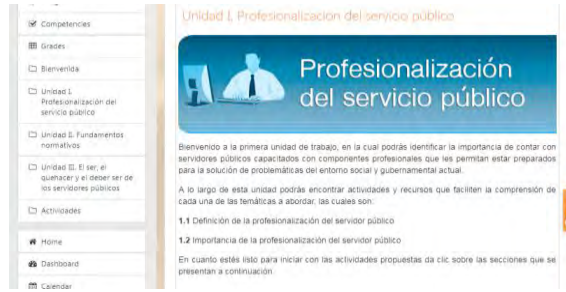 Competencies
Grades
Bienvenida
Unidad I.
Profesionalización del
servicio público
Unidad II. Fundamentos
normativos
Unidad III. El ser, el
quehacer y el deber ser de
los servidores públicos
Actividades
Home
Dashboard
Calendar
Unidad I. Profesionalización del servicio público
Profesionalización
del servicio público
Bienvenido a la primera unidad de trabajo, en la cual podrás identificar la importancia de contar con
servidores públicos capacitados con componentes profesionales que les permitan estar preparados
para la solución de problemáticas del entorno social y gubernamental actual.
A lo largo de esta unidad podrás encontrar actividades y recursos que faciliten la comprensión de
cada una de las temáticas a abordar, las cuales son:
1.1 Definición de la profesionalización del servidor público
1.2 Importancia de la profesionalización del servidor público
En cuanto estés listo para iniciar con las actividades propuestas da clic sobre las secciones que se
presentan a continuación.